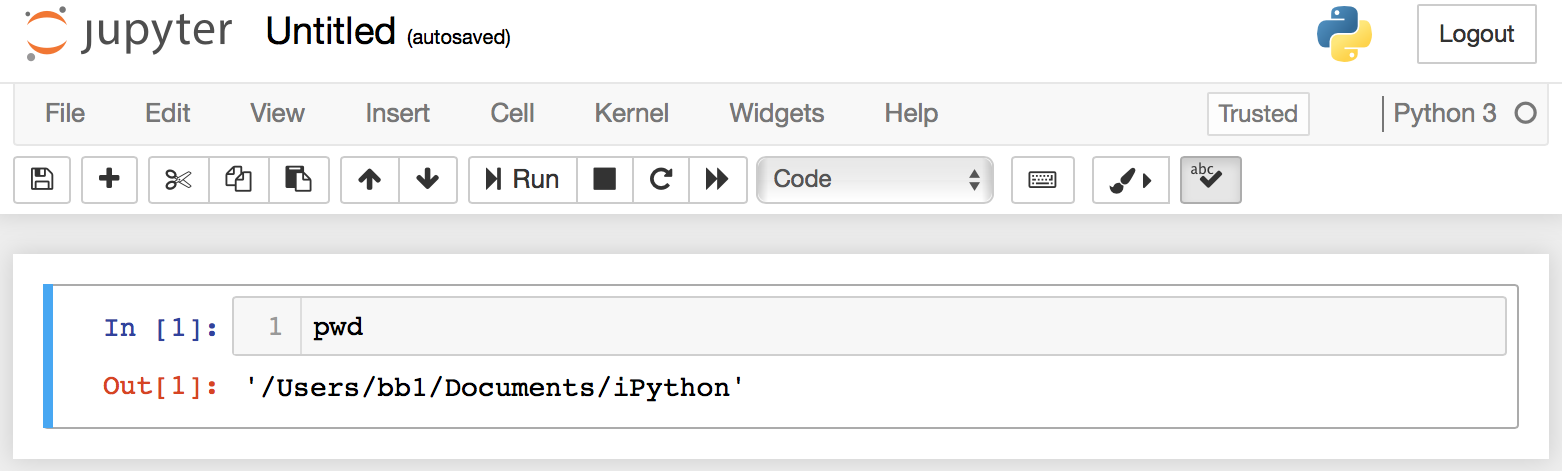 jupyter Untitled (autosaved) Logout
File Edit View Insert Cell Kernel Widgets Help Trusted Python 3
Run Code abc
In [1]: 1 pwd
Out[1]: '/Users/bb1/Documents/iPython'